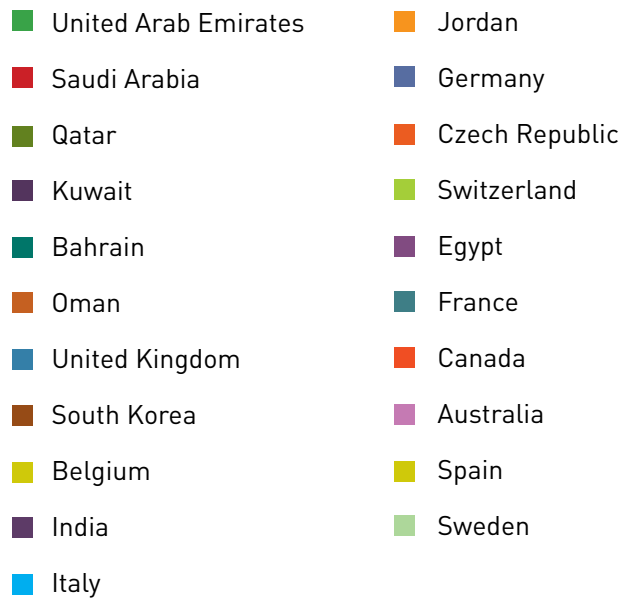 United Arab Emirates
Saudi Arabia
Qatar
Kuwait
Bahrain
Oman
United Kingdom
South Korea
Belgium
India
Italy
Jordan
Germany
Czech Republic
Switzerland
Egypt
France
Canada
Australia
Spain
Sweden